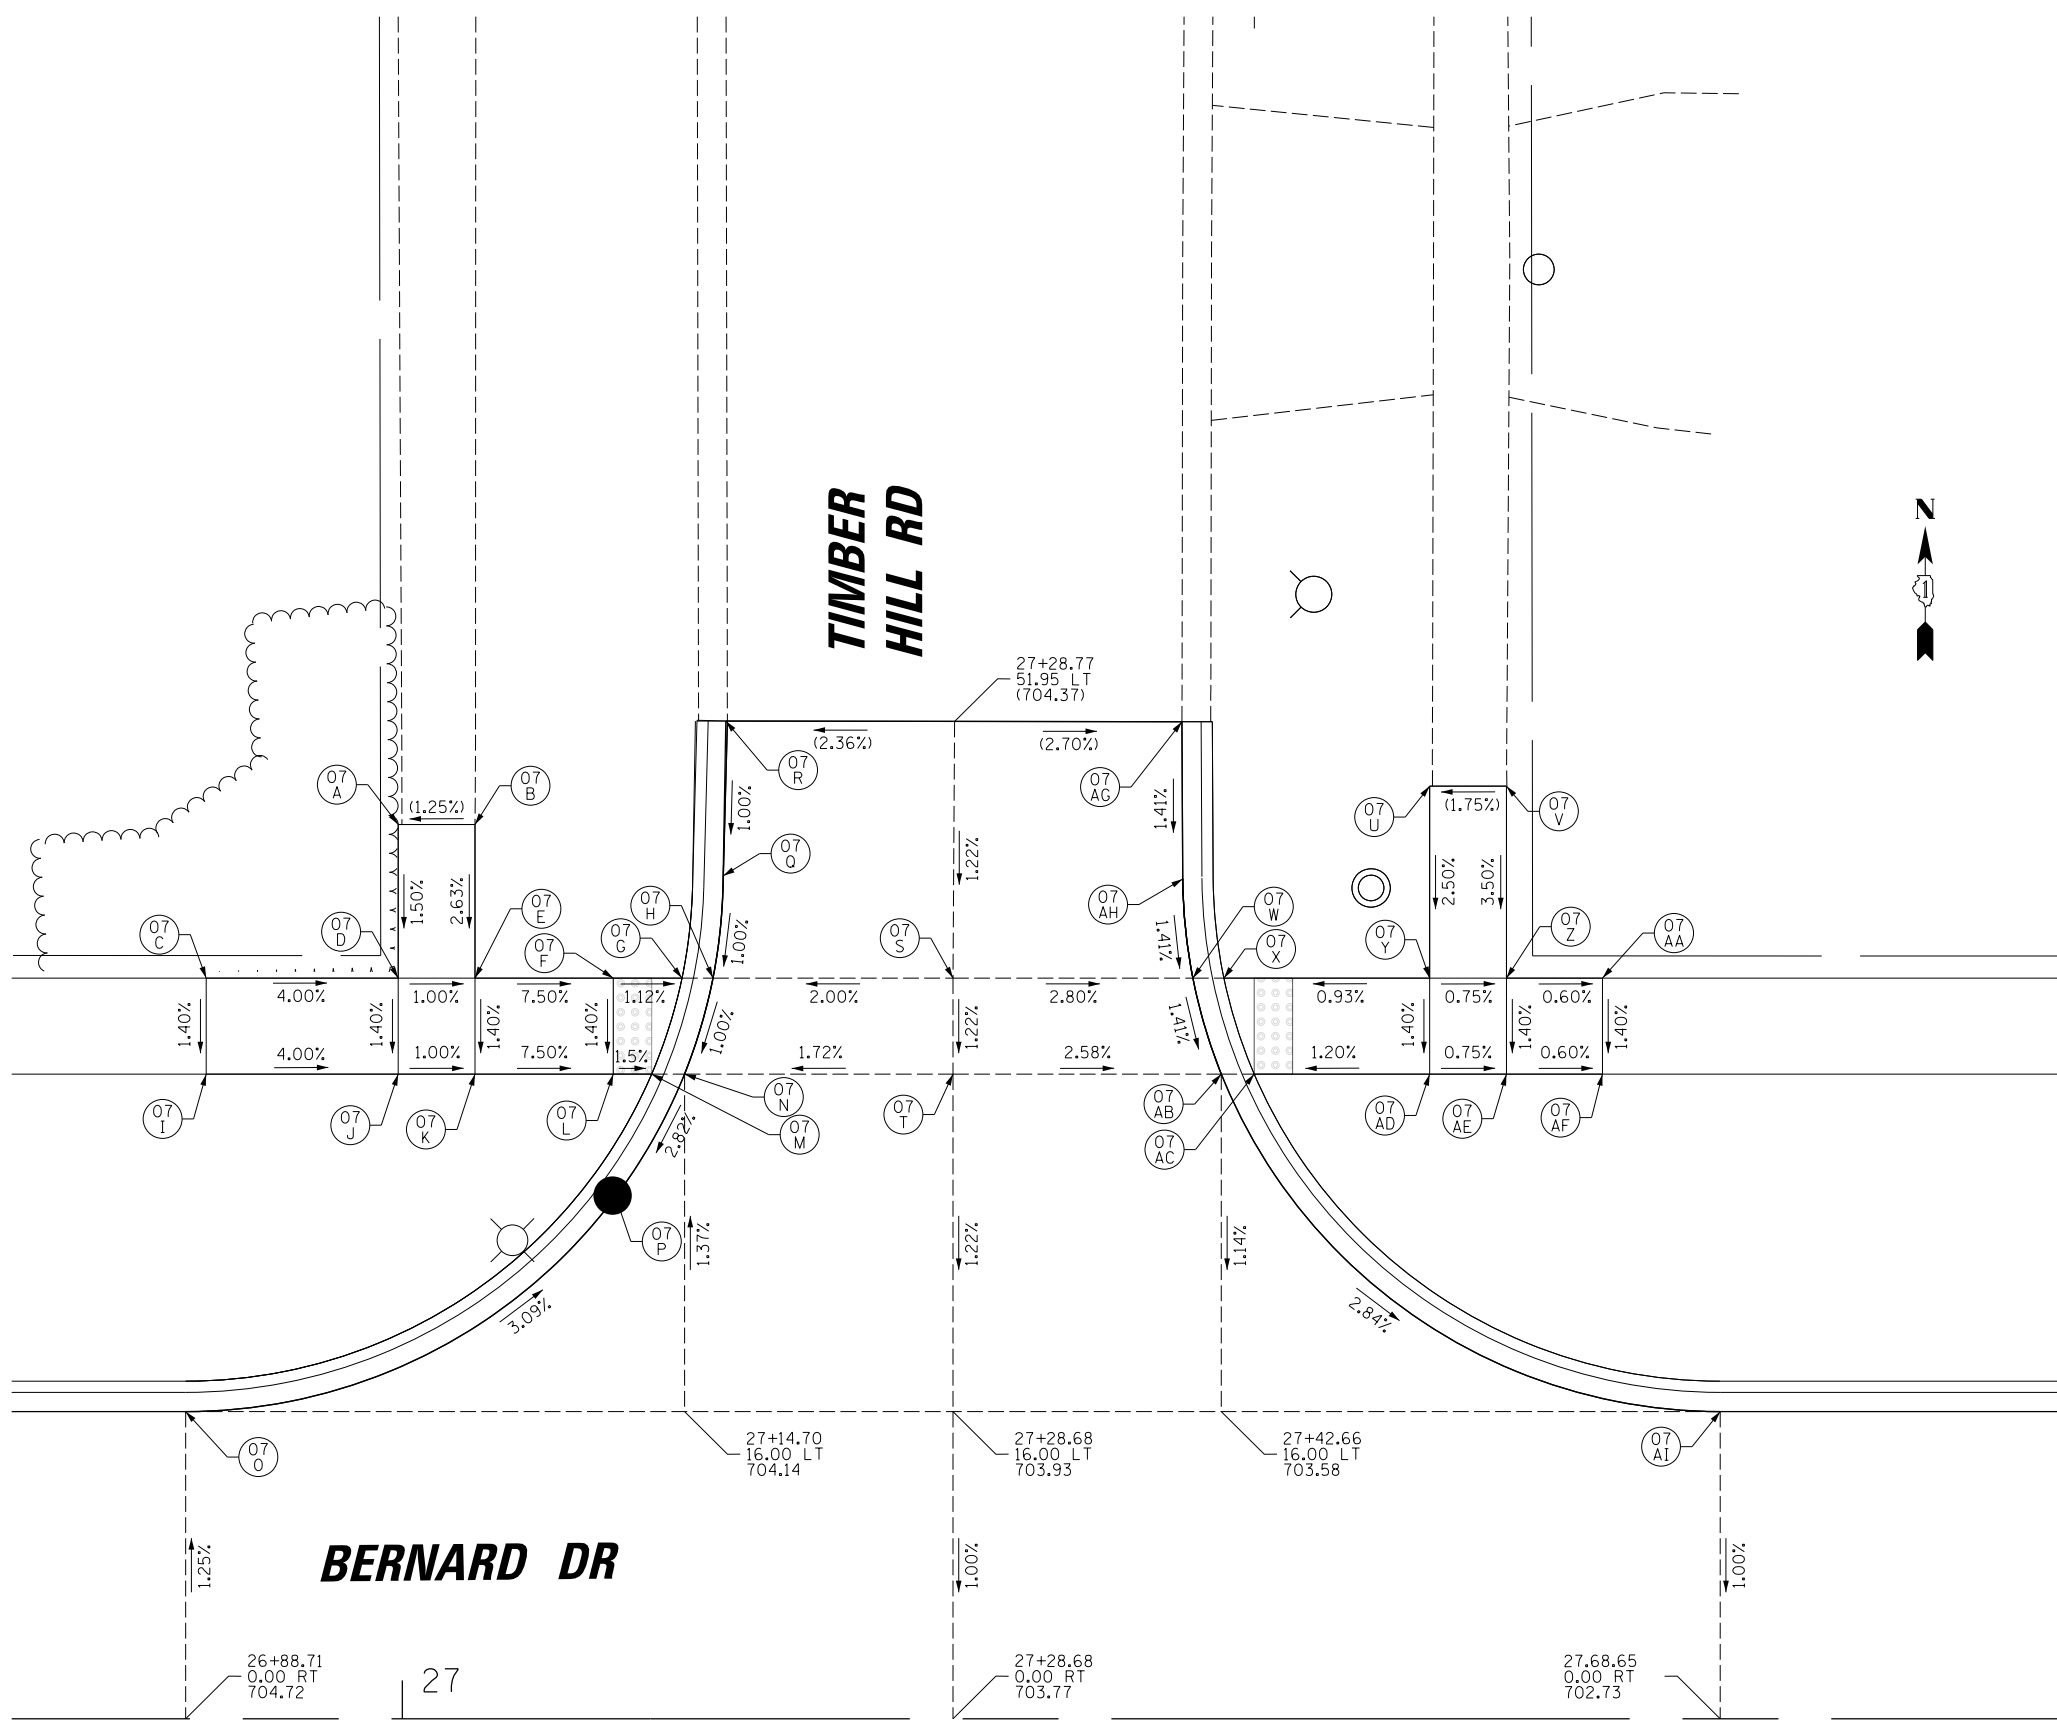 TIMBER
HILL RD
N
1
27+28.77
51.95 LT
(704.37)
(2.36%)
(2.70%)
07
A
(1.25%)
07
B
07
R
07
AG
07
U
(1.75%)
07
V
1.00%
1.41%
1.22%
07
Q
1.50%
2.63%
2.50%
3.50%
07
C
07
D
07
E
07
F
07
G
07
H
1.00%
07
S
07
AH
1.41%
07
W
07
X
07
Y
07
Z
07
AA
4.00%
1.00%
7.50%
1.12%
2.00%
2.80%
0.93%
0.75%
0.60%
1.40%
1.40%
1.40%
1.40%
1.00%
1.22%
1.41%
1.40%
1.40%
1.40%
4.00%
1.00%
7.50%
1.5%
1.72%
2.58%
1.20%
0.75%
0.60%
07
I
07
J
07
K
07
L
07
N
07
M
07
T
07
AB
07
AC
07
AD
07
AE
07
AF
2.82%
07
P
1.37%
1.22%
1.14%
3.09%
2.84%
07
O
27+14.70
16.00 LT
704.14
27+28.68
16.00 LT
703.93
27+42.66
16.00 LT
703.58
07
AI
BERNARD DR
1.25%
1.00%
1.00%
26+88.71
0.00 RT
704.72
27
27+28.68
0.00 RT
703.77
27.68.65
0.00 RT
702.73